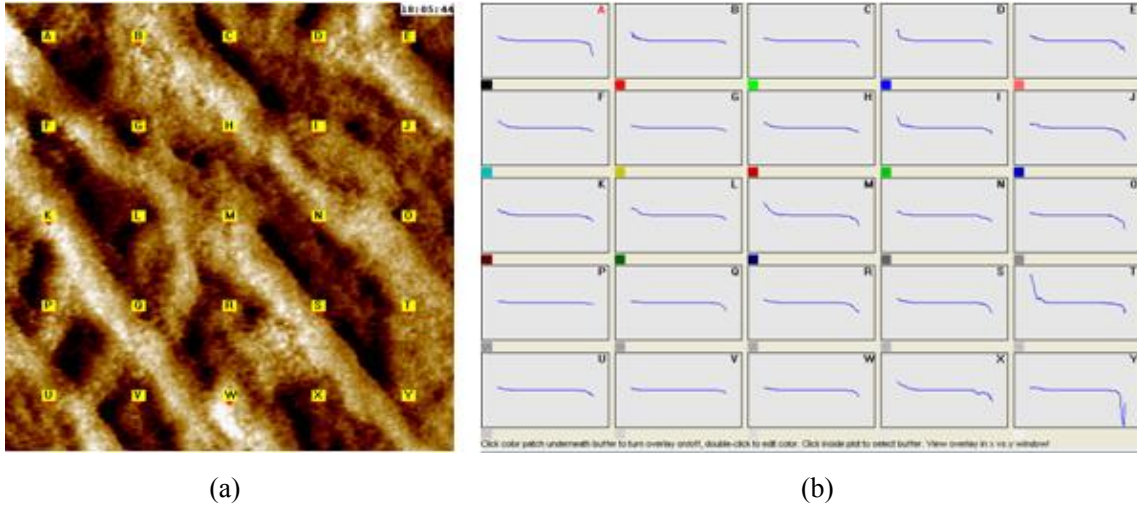 18:05:44
A B C D E
F G H I J
K L M N O
P Q R S T
U V W X Y
A B C D E
F G H I J
K L M N O
P Q R S T
U V W X Y
Click color patch underneath buffer to turn overlay on/off, double-click to edit color. Click inside plot to select buffer. View overlay in x vs y window!
(a) (b)